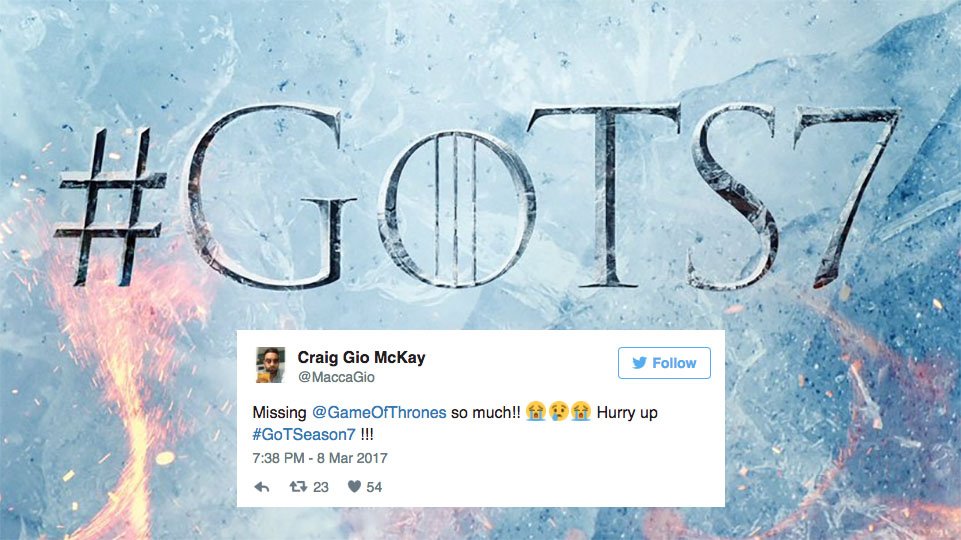 #GoTS7
Craig Gio McKay
Follow
@MaccaGio
Missing @GameOfThrones so much!! 😭😢😭 Hurry up
#GoTSeason7 !!!
7:38 PM - 8 Mar 2017
23 54